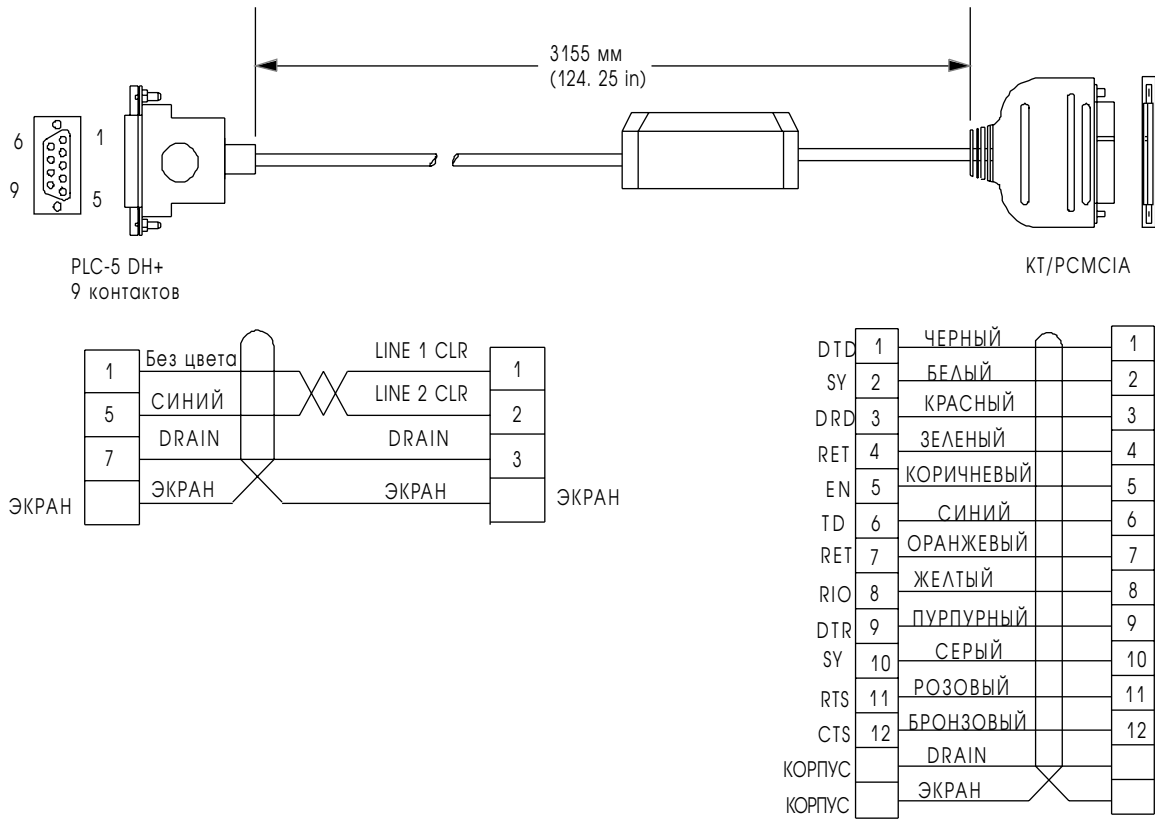 3155 мм
(124. 25 in)
6
1
9
5
PLC-5 DH+
9 контактов
KT/PCMCIA
1
Без цвета
LINE 1 CLR
1
5
СИНИЙ
LINE 2 CLR
2
7
DRAIN
DRAIN
3
ЭКРАН
ЭКРАН
ЭКРАН
ЭКРАН
DTD 1 ЧЕРНЫЙ 1
SY 2 БЕЛЫЙ 2
DRD 3 КРАСНЫЙ 3
RET 4 ЗЕЛЕНЫЙ 4
EN 5 КОРИЧНЕВЫЙ 5
TD 6 СИНИЙ 6
RET 7 ОРАНЖЕВЫЙ 7
RIO 8 ЖЕЛТЫЙ 8
DTR 9 ПУРПУРНЫЙ 9
SY 10 СЕРЫЙ 10
RTS 11 РОЗОВЫЙ 11
CTS 12 БРОНЗОВЫЙ 12
КОРПУС DRAIN
КОРПУС ЭКРАН